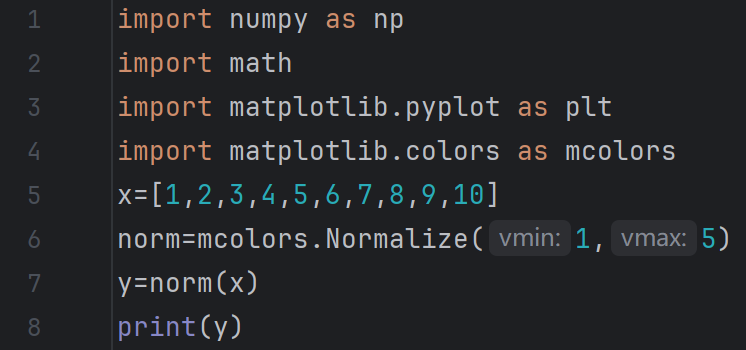 1 import numpy as np
2 import math
3 import matplotlib.pyplot as plt
4 import matplotlib.colors as mcolors
5 x=[1,2,3,4,5,6,7,8,9,10]
6 norm=mcolors.Normalize( vmin: 1, vmax: 5)
7 y=norm(x)
8 print(y)